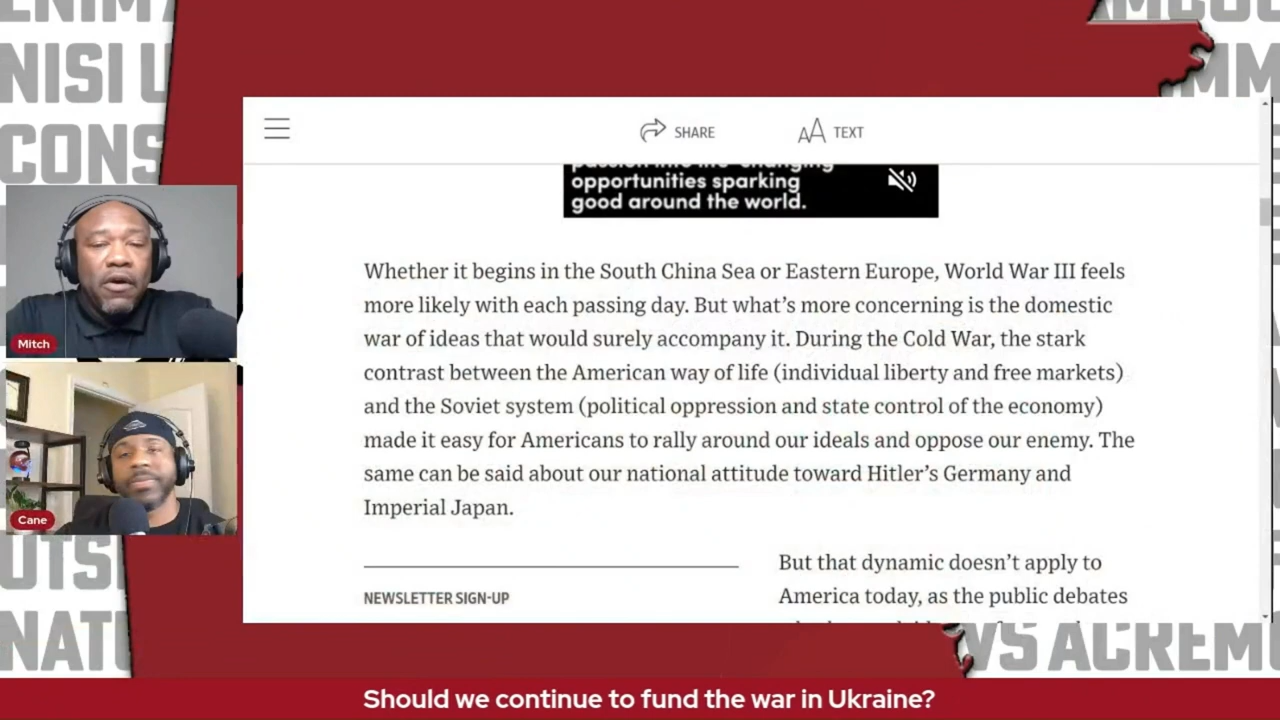 NISI U
CONS
SHARE
TEXT
opportunities sparking
good around the world.
Mitch
Cane
Whether it begins in the South China Sea or Eastern Europe, World War III feels
more likely with each passing day. But what’s more concerning is the domestic
war of ideas that would surely accompany it. During the Cold War, the stark
contrast between the American way of life (individual liberty and free markets)
and the Soviet system (political oppression and state control of the economy)
made it easy for Americans to rally around our ideals and oppose our enemy. The
same can be said about our national attitude toward Hitler’s Germany and
Imperial Japan.
NEWSLETTER SIGN-UP
But that dynamic doesn’t apply to
America today, as the public debates
UTS
NAT
VS ACREM
Should we continue to fund the war in Ukraine?